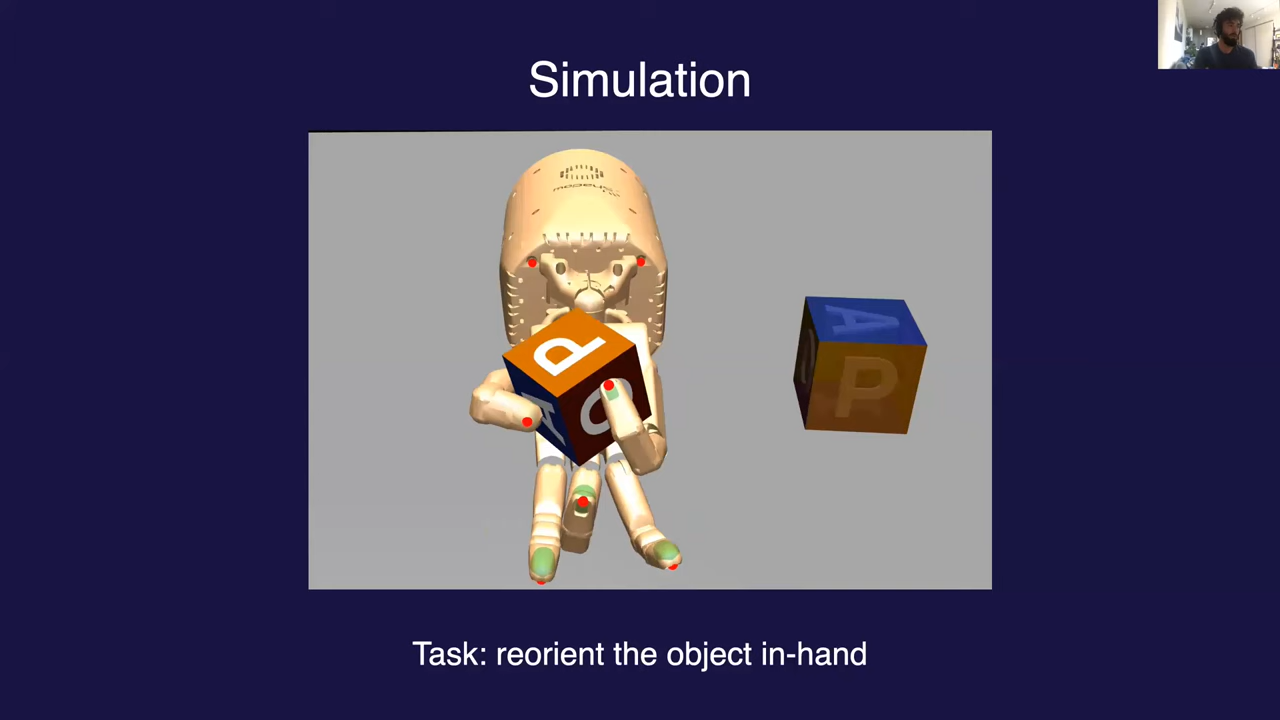 Simulation
P
A
O
A
P
Task: reorient the object in-hand